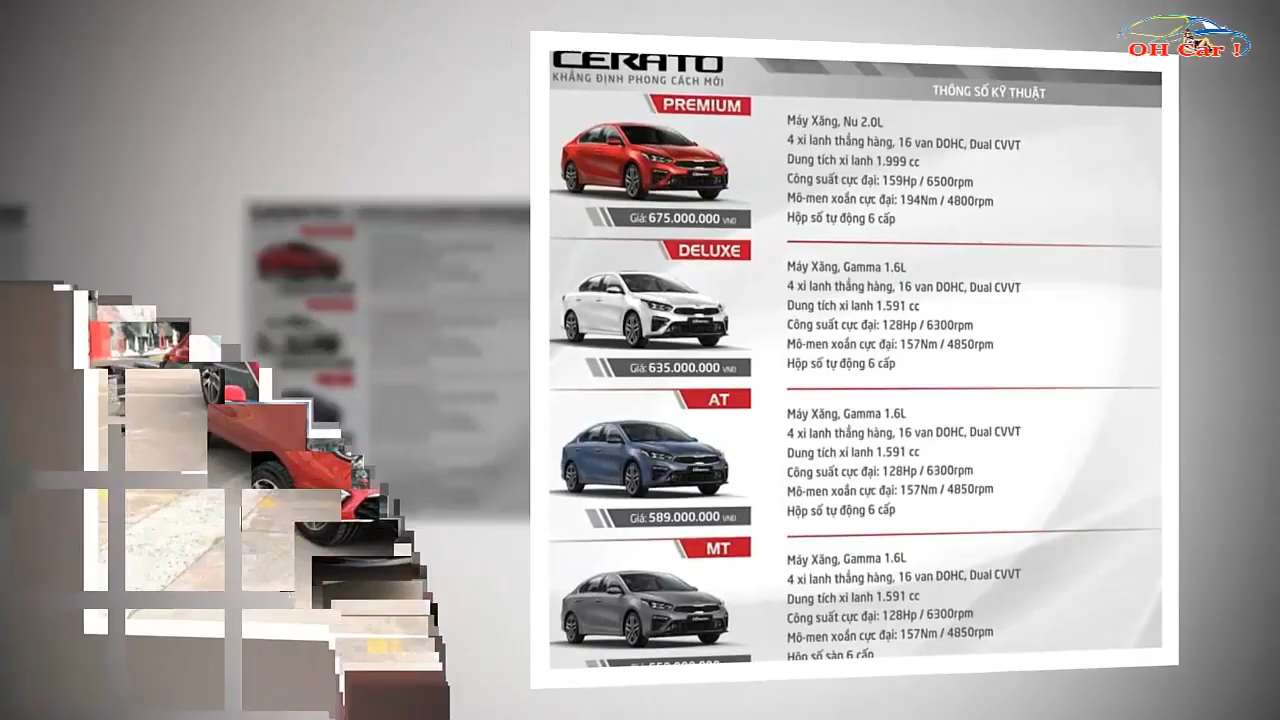 OH Car !
CERATO
KHẲNG ĐỊNH PHONG CÁCH MỚI
THÔNG SỐ KỸ THUẬT
PREMIUM
Máy Xăng, Nu 2.0L
4 xi lanh thẳng hàng, 16 van DOHC, Dual CVVT
Dung tích xi lanh 1.999 cc
Công suất cực đại: 159Hp / 6500rpm
Mô-men xoắn cực đại: 194Nm / 4800rpm
Hộp số tự động 6 cấp
Giá: 675.000.000 VNĐ
DELUXE
Máy Xăng, Gamma 1.6L
4 xi lanh thẳng hàng, 16 van DOHC, Dual CVVT
Dung tích xi lanh 1.591 cc
Công suất cực đại: 128Hp / 6300rpm
Mô-men xoắn cực đại: 157Nm / 4850rpm
Hộp số tự động 6 cấp
Giá: 635.000.000 VNĐ
AT
Máy Xăng, Gamma 1.6L
4 xi lanh thẳng hàng, 16 van DOHC, Dual CVVT
Dung tích xi lanh 1.591 cc
Công suất cực đại: 128Hp / 6300rpm
Mô-men xoắn cực đại: 157Nm / 4850rpm
Hộp số tự động 6 cấp
Giá: 589.000.000 VNĐ
MT
Máy Xăng, Gamma 1.6L
4 xi lanh thẳng hàng, 16 van DOHC, Dual CVVT
Dung tích xi lanh 1.591 cc
Công suất cực đại: 128Hp / 6300rpm
Mô-men xoắn cực đại: 157Nm / 4850rpm
Hộp số sàn 6 cấp